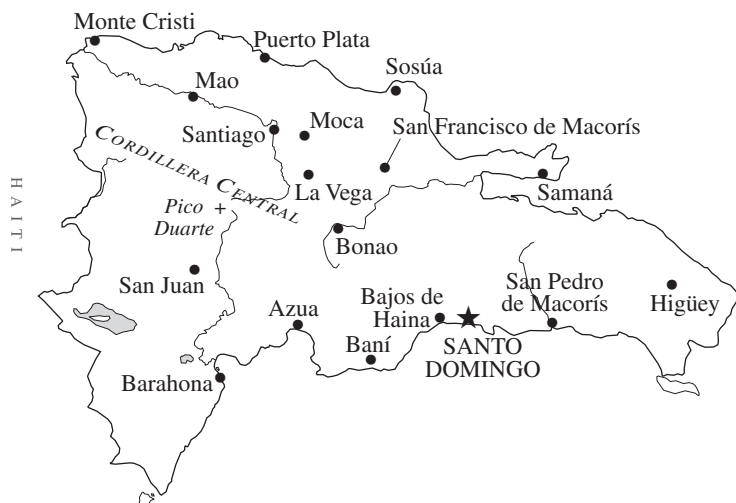 Monte Cristi
Puerto Plata
Sosúa
Mao
Santiago
Moca
San Francisco de Macorís
CORDILLERA CENTRAL
HAITI
La Vega
Samaná
Pico +
Duarte
Bonao
San Juan
Azua
Bajos de
Haina
San Pedro
de Macorís
Higüey
Baní
SANTO
DOMINGO
Barahona